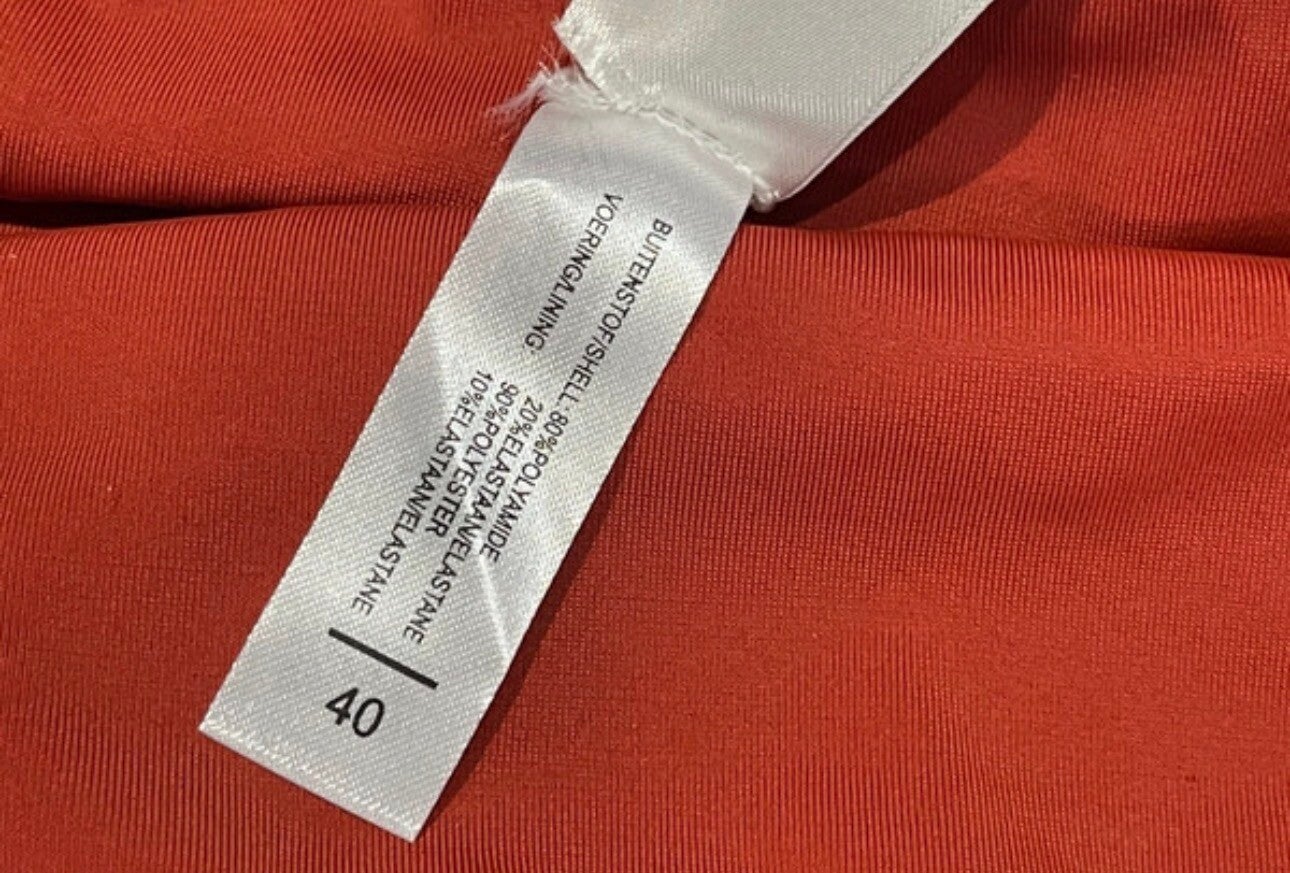 BUITENSTOF/SHELL: 80%POLYAMIDE
20%ELASTAAN/ELASTANE
VOERING/LINING: 90%POLYESTER
10%ELASTAAN/ELASTANE
40